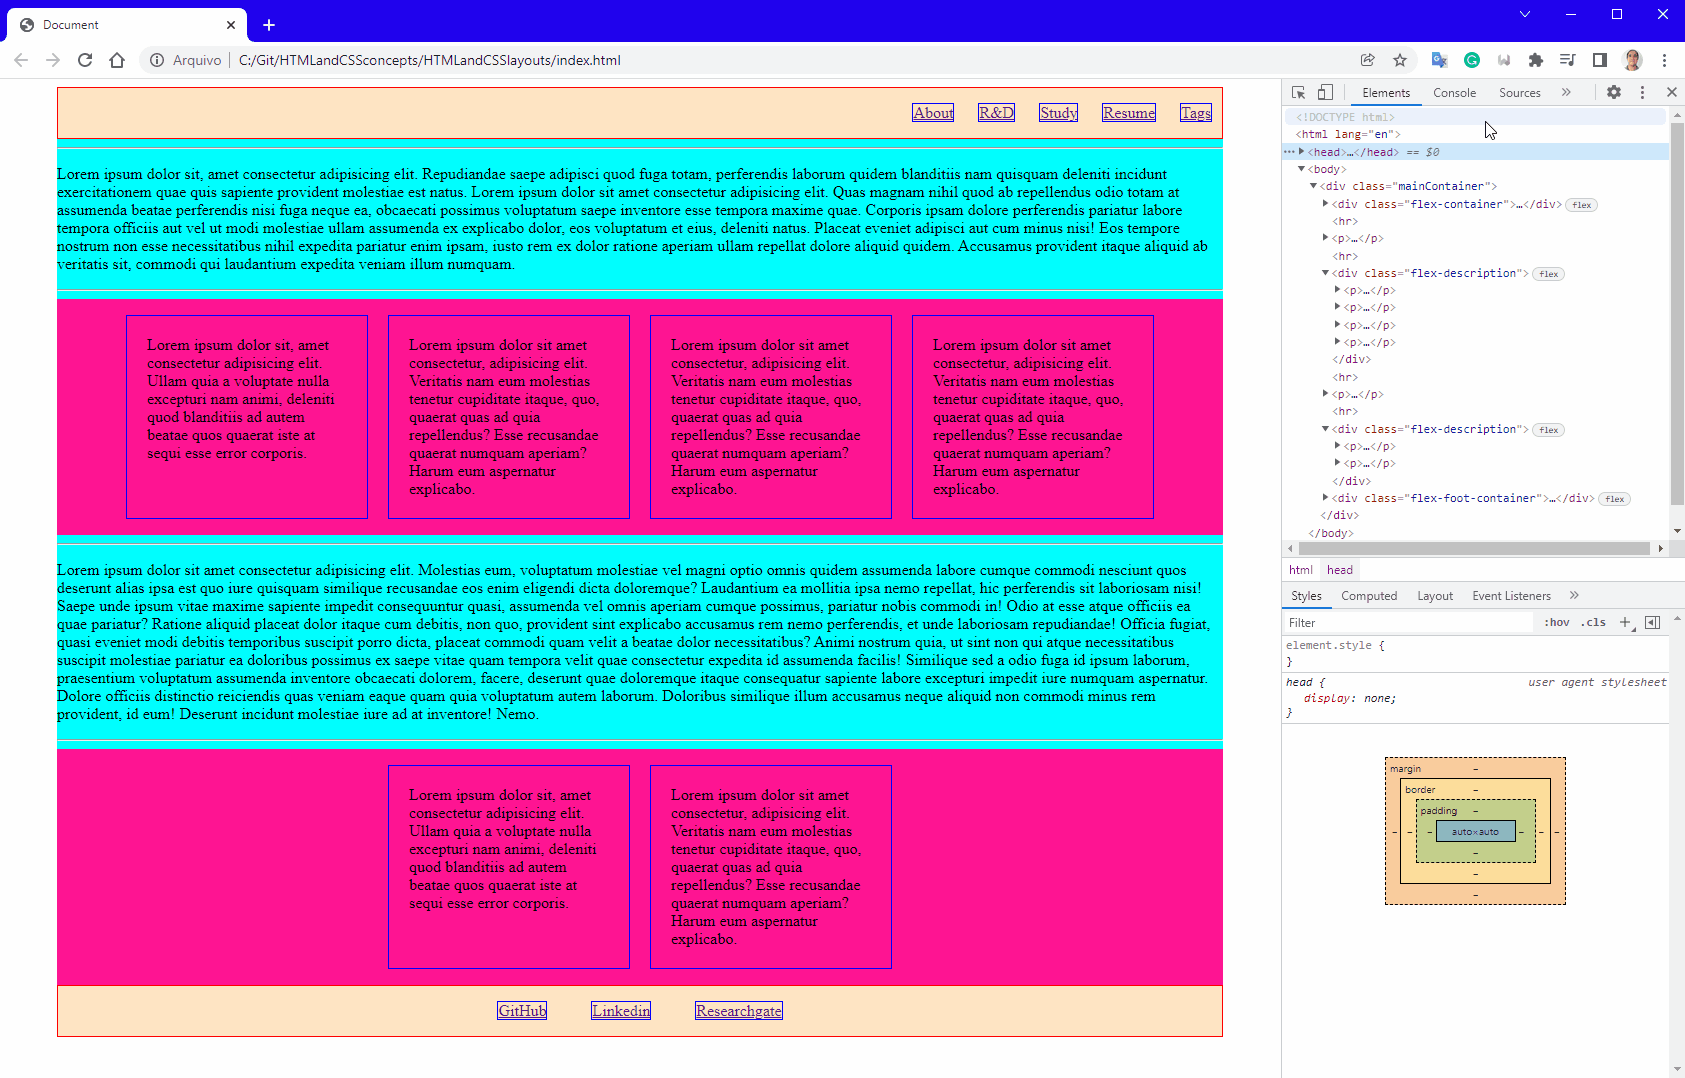 Document
Arquivo | C:/Git/HTMLandCSSconcepts/HTMLandCSSlayouts/index.html
About R&D Study Resume Tags
Lorem ipsum dolor sit, amet consectetur adipisicing elit. Repudiandae saepe adipisci quod fuga totam, perferendis laborum quidem blanditiis nam quisquam deleniti incidunt
exercitationem quae quis sapiente provident molestiae est natus. Lorem ipsum dolor sit amet consectetur adipisicing elit. Quas magnam nihil quod ab repellendus odio totam at
assumenda beatae perferendis nisi fuga neque ea, obcaecati possimus voluptatum saepe inventore esse tempora maxime quae. Corporis ipsam dolore perferendis pariatur labore
tempora officiis aut vel ut modi molestiae ullam assumenda ex explicabo dolor, eos voluptatum et eius, deleniti natus. Placeat eveniet adipisci aut cum minus nisi! Eos tempore
nostrum non esse necessitatibus nihil expedita pariatur enim ipsam, iusto rem ex dolor ratione aperiam ullam repellat dolore aliquid quidem. Accusamus provident itaque aliquid ab
veritatis sit, commodi qui laudantium expedita veniam illum numquam.
Lorem ipsum dolor sit, amet
consectetur adipisicing elit.
Ullam quia a voluptate nulla
excepturi nam animi, deleniti
quod blanditiis ad autem
beatae quos quaerat iste at
sequi esse error corporis.
Lorem ipsum dolor sit amet
consectetur, adipisicing elit.
Veritatis nam eum molestias
tenetur cupiditate itaque, quo,
quaerat quas ad quia
repellendus? Esse recusandae
quaerat numquam aperiam?
Harum eum aspernatur
explicabo.
Lorem ipsum dolor sit amet
consectetur, adipisicing elit.
Veritatis nam eum molestias
tenetur cupiditate itaque, quo,
quaerat quas ad quia
repellendus? Esse recusandae
quaerat numquam aperiam?
Harum eum aspernatur
explicabo.
Lorem ipsum dolor sit amet
consectetur, adipisicing elit.
Veritatis nam eum molestias
tenetur cupiditate itaque, quo,
quaerat quas ad quia
repellendus? Esse recusandae
quaerat numquam aperiam?
Harum eum aspernatur
explicabo.
Lorem ipsum dolor sit amet consectetur adipisicing elit. Molestias eum, voluptatum molestiae vel magni optio omnis quidem assumenda labore cumque commodi nesciunt quos
deserunt alias ipsa est quo iure quisquam similique recusandae eos enim eligendi dicta doloremque? Laudantium ea mollitia ipsa nemo repellat, hic perferendis sit laboriosam nisi!
Saepe unde ipsum vitae maxime sapiente impedit consequuntur quasi, assumenda vel omnis aperiam cumque possimus, pariatur nobis commodi in! Odio at esse atque officiis ea
quae pariatur? Ratione aliquid placeat dolor itaque cum debitis, non quo, provident sint explicabo accusamus rem nemo perferendis, et unde laboriosam repudiandae! Officia fugiat,
quasi eveniet modi debitis temporibus suscipit porro dicta, placeat commodi quam velit a beatae dolor necessitatibus? Animi nostrum quia, ut sint non qui atque necessitatibus
suscipit molestiae pariatur ea doloribus possimus ex saepe vitae quam tempora velit quae consectetur expedita id assumenda facilis! Similique sed a odio fuga id ipsum laborum,
praesentium voluptatum assumenda inventore obcaecati dolorem, facere, deserunt quae doloremque itaque consequatur sapiente labore excepturi impedit iure numquam aspernatur.
Dolore officiis distinctio reiciendis quas veniam eaque quam quia voluptatum autem laborum. Doloribus similique illum accusamus neque aliquid non commodi minus rem
provident, id eum! Deserunt incidunt molestiae iure ad at inventore! Nemo.
Lorem ipsum dolor sit, amet
consectetur adipisicing elit.
Ullam quia a voluptate nulla
excepturi nam animi, deleniti
quod blanditiis ad autem
beatae quos quaerat iste at
sequi esse error corporis.
Lorem ipsum dolor sit amet
consectetur, adipisicing elit.
Veritatis nam eum molestias
tenetur cupiditate itaque, quo,
quaerat quas ad quia
repellendus? Esse recusandae
quaerat numquam aperiam?
Harum eum aspernatur
explicabo.
GitHub Linkedin Researchgate
Elements Console Sources »
<!DOCTYPE html>
<html lang="en">
<head>…</head> == $0
<body>
<div class="mainContainer">
<div class="flex-container">…</div> flex
<hr>
<p>…</p>
<hr>
<div class="flex-description"> flex
<p>…</p>
<p>…</p>
<p>…</p>
<p>…</p>
</div>
<hr>
<p>…</p>
<hr>
<div class="flex-description"> flex
<p>…</p>
<p>…</p>
</div>
<div class="flex-foot-container">…</div> flex
</div>
</body>
html head
Styles Computed Layout Event Listeners »
Filter :hov .cls +
element.style {
}
head { user agent stylesheet
display: none;
}
margin –
border –
padding –
– – – auto×auto – – –
–
–
–